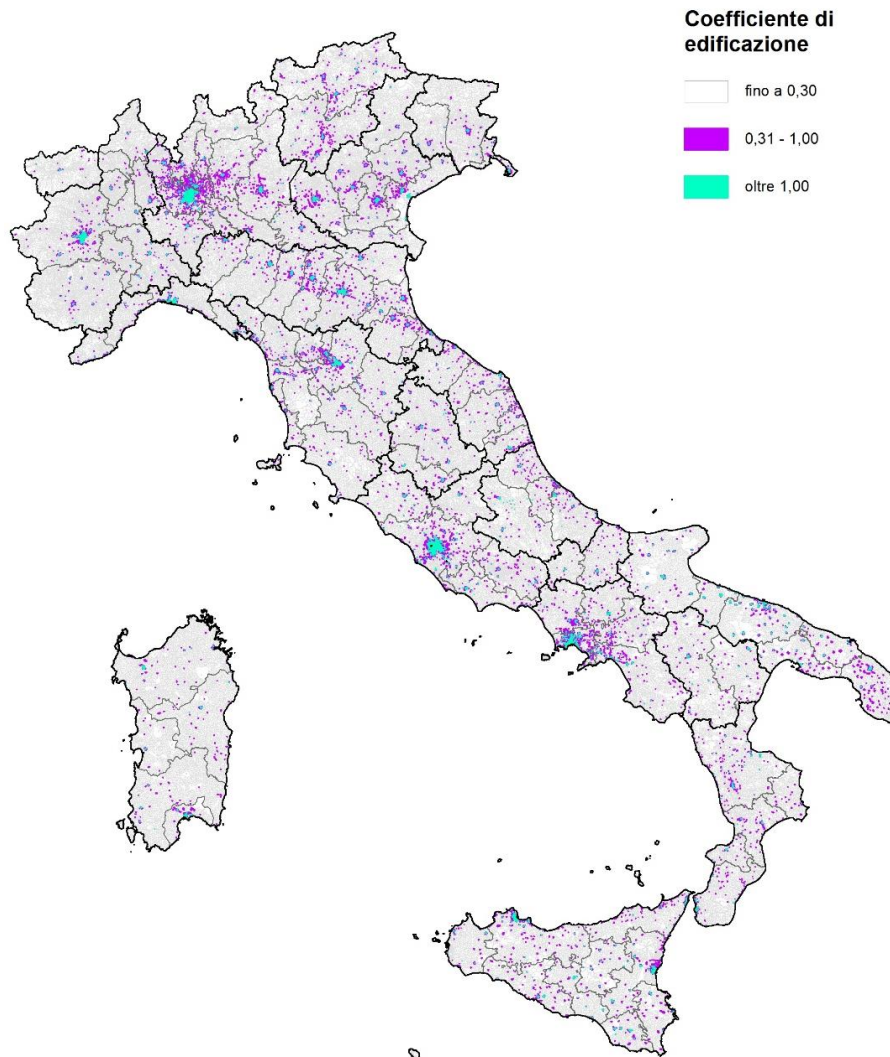 Coefficiente di
edificazione
fino a 0,30
0,31 - 1,00
oltre 1,00